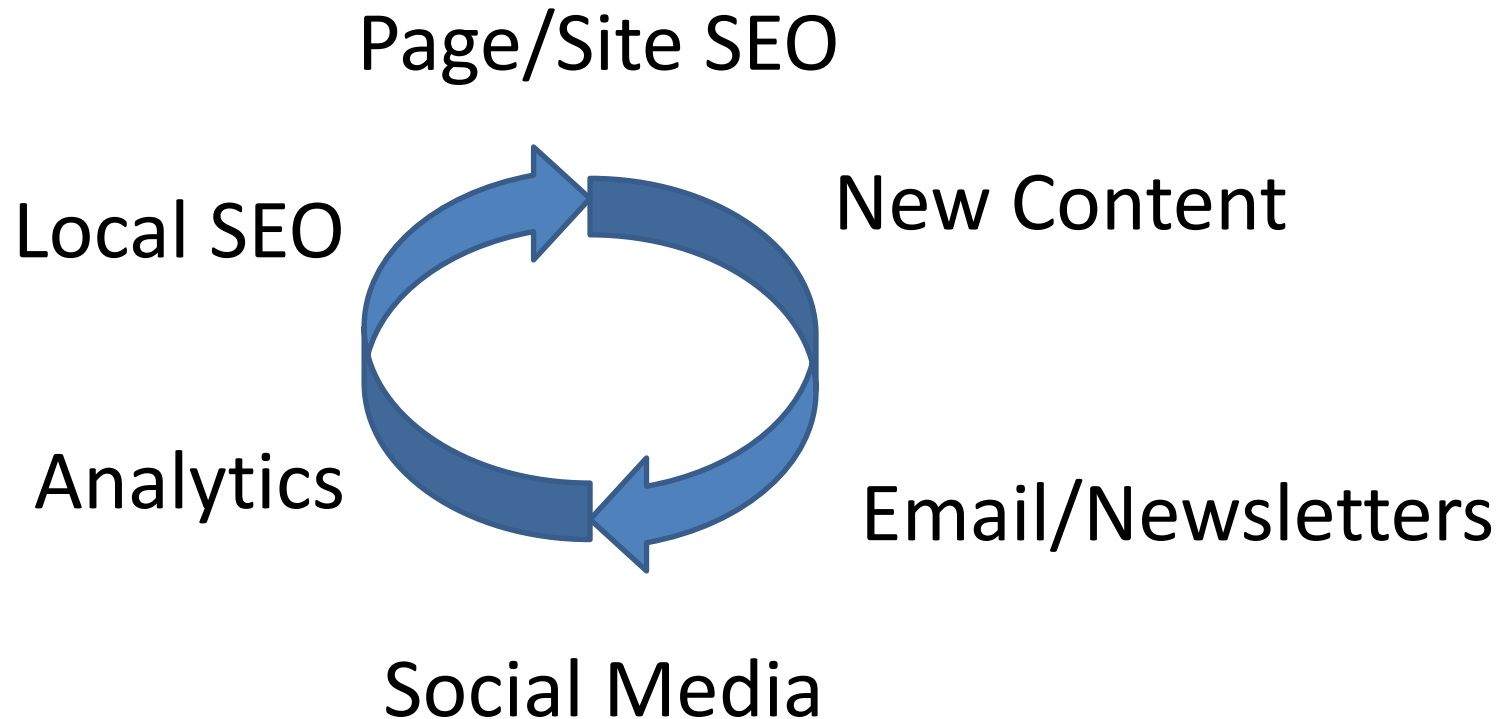 Page/Site SEO
New Content
Local SEO
Analytics
Email/Newsletters
Social Media